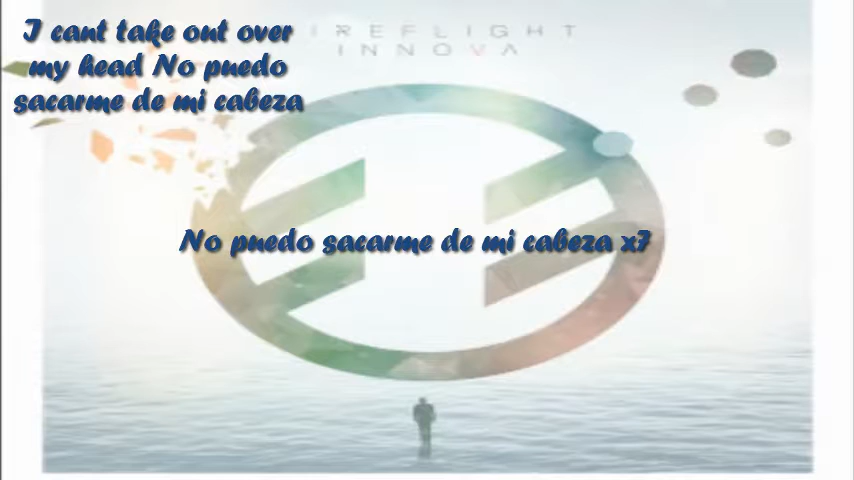 I cant take out over
my head No puedo
sacarme de mi cabeza
IREFLIGHT
INNOVA
No puedo sacarme de mi cabeza x7